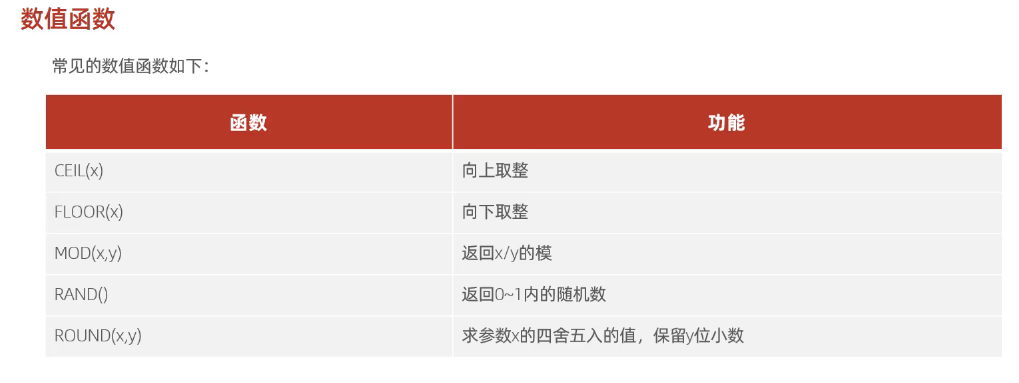 数值函数
常见的数值函数如下：
函数 功能
CEIL(x) 向上取整
FLOOR(x) 向下取整
MOD(x,y) 返回x/y的模
RAND() 返回0~1内的随机数
ROUND(x,y) 求参数x的四舍五入的值，保留y位小数